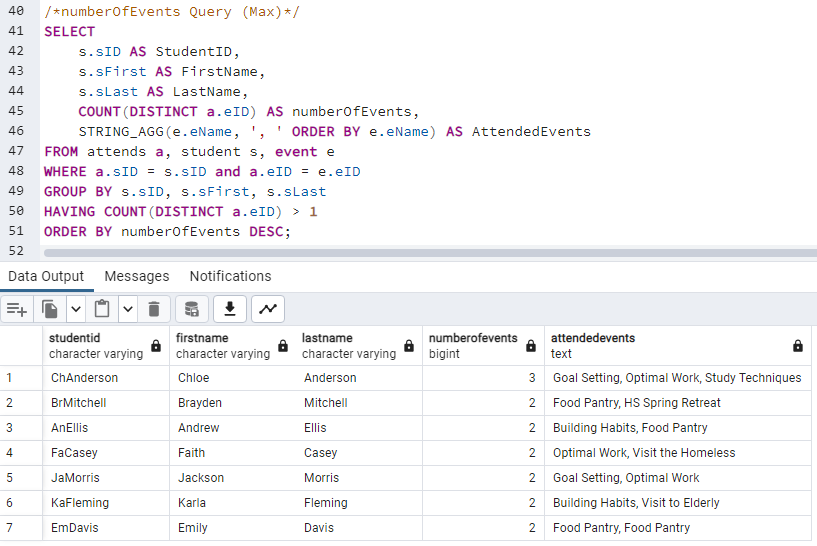 40 /*numberOfEvents Query (Max)*/
41 SELECT
42 s.sID AS StudentID,
43 s.sFirst AS FirstName,
44 s.sLast AS LastName,
45 COUNT(DISTINCT a.eID) AS numberOfEvents,
46 STRING_AGG(e.eName, ', ' ORDER BY e.eName) AS AttendedEvents
47 FROM attends a, student s, event e
48 WHERE a.sID = s.sID and a.eID = e.eID
49 GROUP BY s.sID, s.sFirst, s.sLast
50 HAVING COUNT(DISTINCT a.eID) > 1
51 ORDER BY numberOfEvents DESC;
52
Data Output Messages Notifications
studentid firstname lastname numberofevents attendedevents
character varying character varying character varying bigint text
1 ChAnderson Chloe Anderson 3 Goal Setting, Optimal Work, Study Techniques
2 BrMitchell Brayden Mitchell 2 Food Pantry, HS Spring Retreat
3 AnEllis Andrew Ellis 2 Building Habits, Food Pantry
4 FaCasey Faith Casey 2 Optimal Work, Visit the Homeless
5 JaMorris Jackson Morris 2 Goal Setting, Optimal Work
6 KaFleming Karla Fleming 2 Building Habits, Visit to Elderly
7 EmDavis Emily Davis 2 Food Pantry, Food Pantry